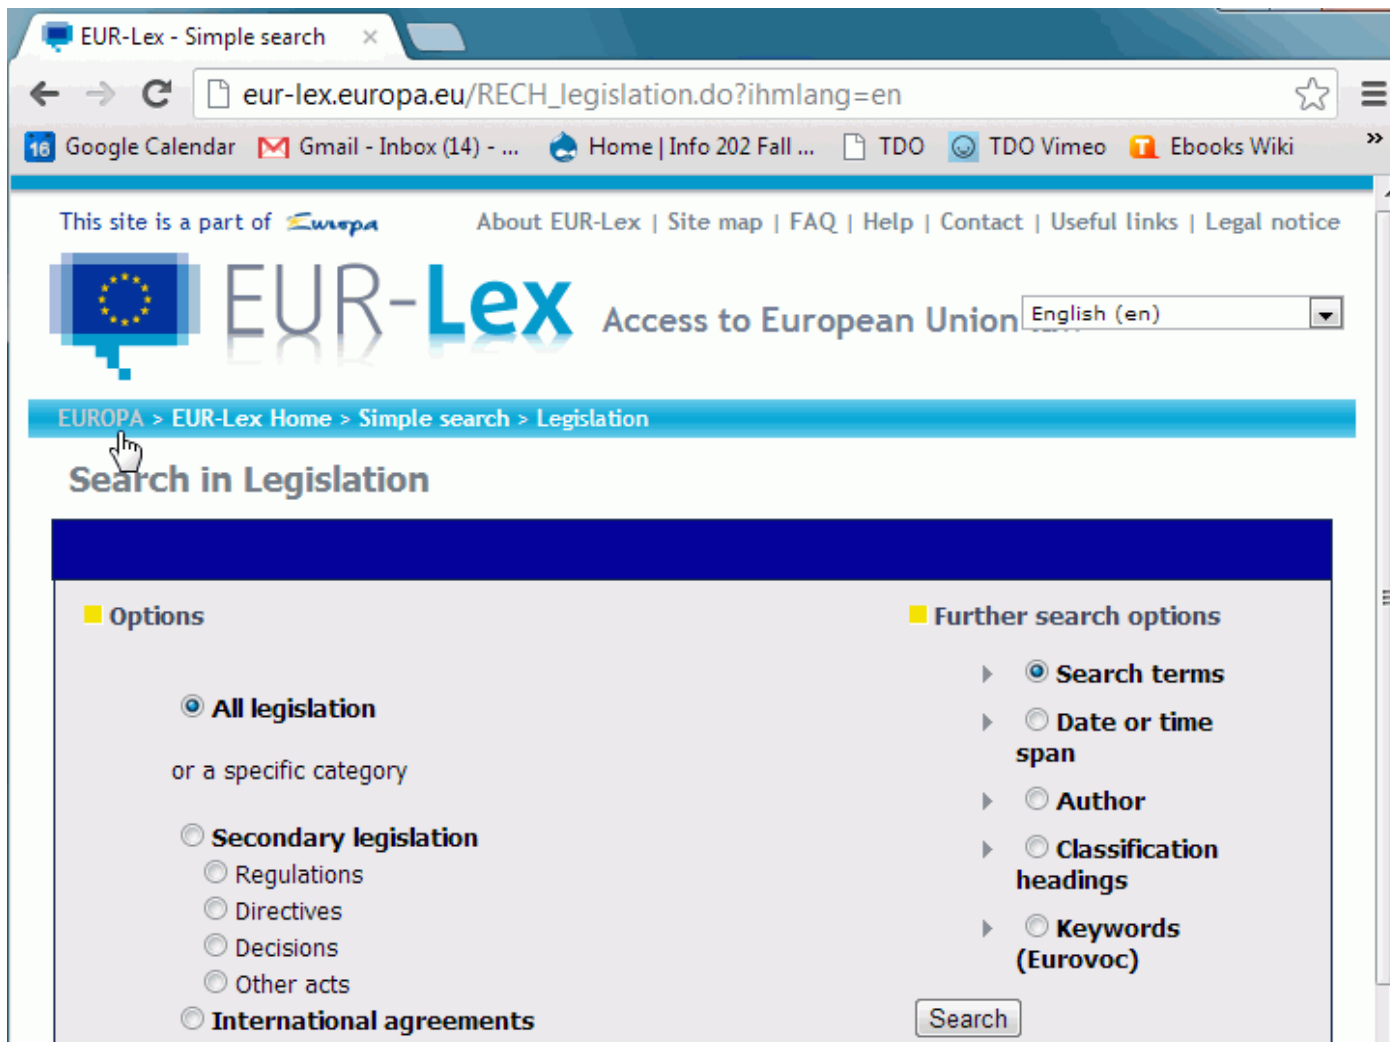 EUR-Lex - Simple search
eur-lex.europa.eu/RECH_legislation.do?ihmlang=en
16 Google Calendar Gmail - Inbox (14) - ... Home | Info 202 Fall ... TDO TDO Vimeo Ebooks Wiki »
This site is a part of Europa About EUR-Lex | Site map | FAQ | Help | Contact | Useful links | Legal notice
EUR-Lex Access to European Union English (en)
EUROPA > EUR-Lex Home > Simple search > Legislation
Search in Legislation
Options
All legislation
or a specific category
Secondary legislation
Regulations
Directives
Decisions
Other acts
International agreements
Further search options
Search terms
Date or time
span
Author
Classification
headings
Keywords
(Eurovoc)
Search